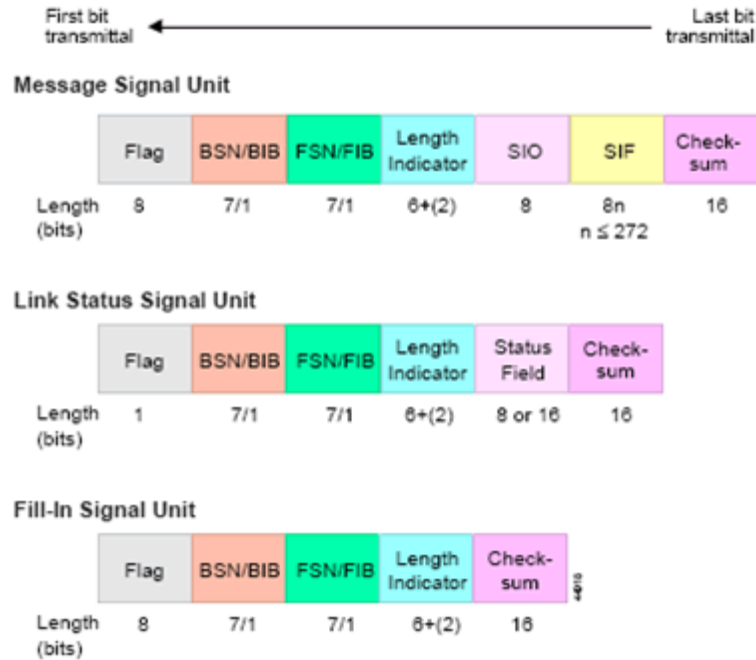 First bit
transmittal
Last bit
transmittal
Message Signal Unit
Flag BSN/BIB FSN/FIB Length Indicator SIO SIF Check-sum
Length (bits) 8 7/1 7/1 6+(2) 8 8n n ≤ 272 16
Link Status Signal Unit
Flag BSN/BIB FSN/FIB Length Indicator Status Field Check-sum
Length (bits) 1 7/1 7/1 6+(2) 8 or 16 16
Fill-In Signal Unit
Flag BSN/BIB FSN/FIB Length Indicator Check-sum
Length (bits) 8 7/1 7/1 6+(2) 16